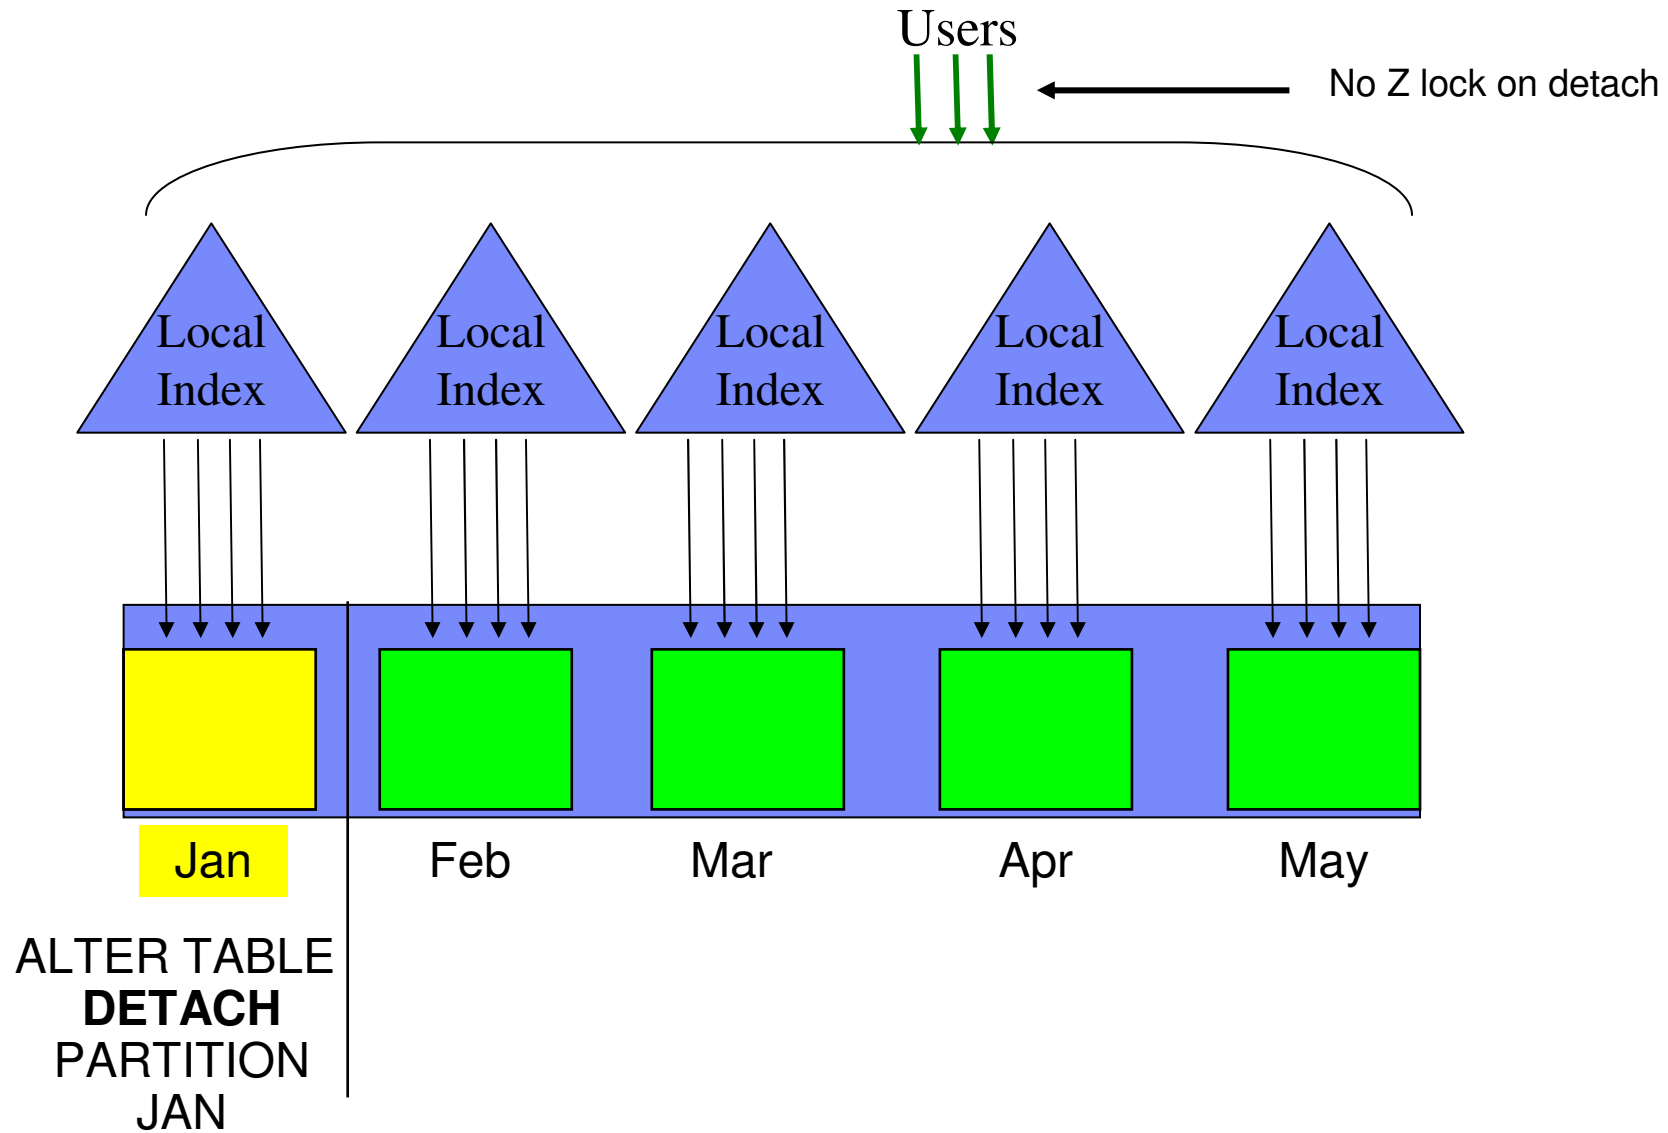 Users
No Z lock on detach
Local
Index
Local
Index
Local
Index
Local
Index
Local
Index
Jan
Feb
Mar
Apr
May
ALTER TABLE
DETACH
PARTITION
JAN